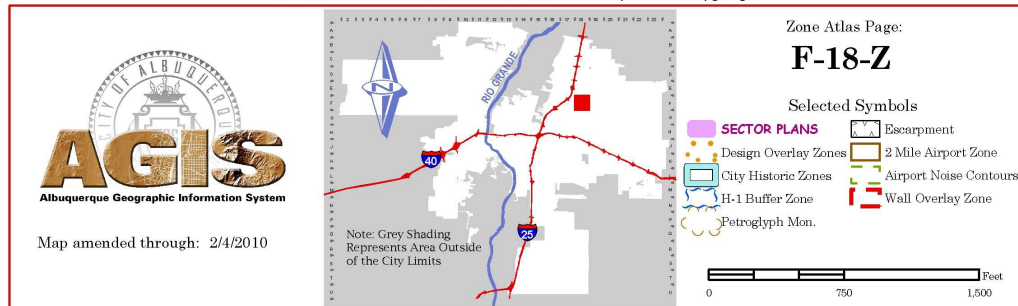 CITY OF ALBUQUERQUE
AGIS
Albuquerque Geographic Information System
Map amended through: 2/4/2010
RIO GRANDE
N
40
25
Note: Grey Shading
Represents Area Outside
of the City Limits
Zone Atlas Page:
F-18-Z
Selected Symbols
SECTOR PLANS
Escarpment
Design Overlay Zones
2 Mile Airport Zone
City Historic Zones
Airport Noise Contours
H-1 Buffer Zone
Wall Overlay Zone
Petroglyph Mon.
Feet
0 750 1,500